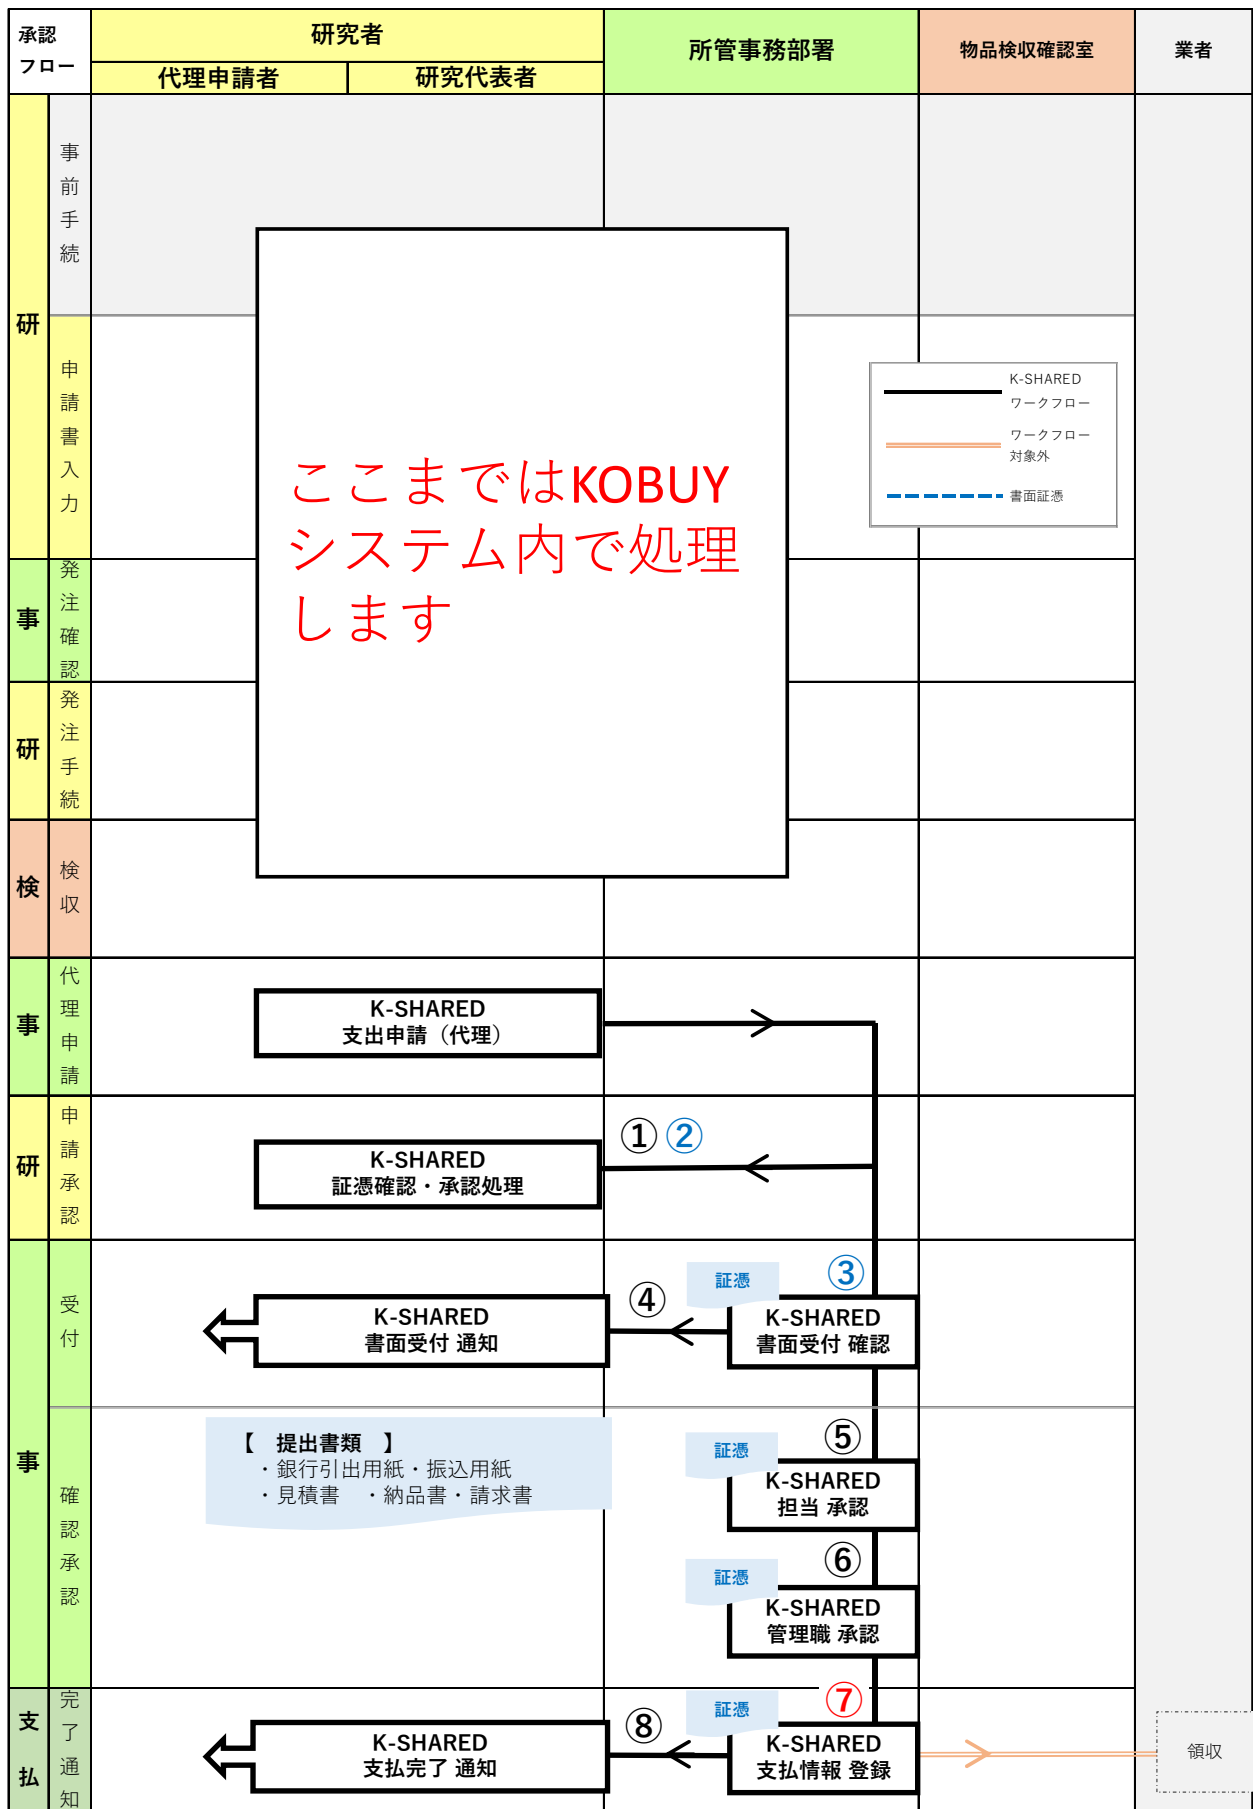 承認
フロー
研究者
代理申請者
研究代表者
所管事務部署
物品検収確認室
業者
研
事前手続
申請書入力
K-SHARED
ワークフロー
ワークフロー
対象外
書面証憑
ここまではKOBUY
システム内で処理
します
事
発注確認
研
発注手続
検
検収
事
代理申請
K-SHARED
支出申請（代理）
研
申請承認
① ②
K-SHARED
証憑確認・承認処理
事
受付
証憑
③
④
K-SHARED
書面受付 通知
K-SHARED
書面受付 確認
確認承認
【　提出書類　】
・銀行引出用紙・振込用紙
・見積書　・納品書・請求書
証憑
⑤
K-SHARED
担当 承認
証憑
⑥
K-SHARED
管理職 承認
支払
完了通知
証憑
⑦
⑧
K-SHARED
支払完了 通知
K-SHARED
支払情報 登録
領収